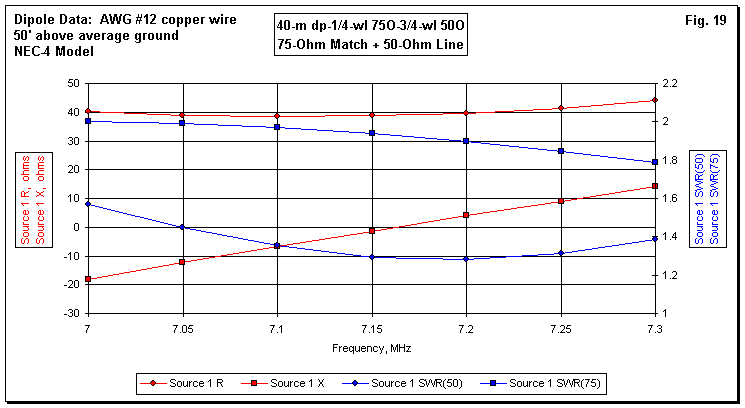 Dipole Data:  AWG #12 copper wire
50' above average ground
NEC-4 Model
40-m dp-1/4-wl 75O-3/4-wl 50O
75-Ohm Match + 50-Ohm Line
Fig. 19
Source 1 R, ohms
Source 1 X, ohms
50
40
30
20
10
0
-10
-20
-30
2.2
2
1.8
1.6
1.4
1.2
1
Source 1 SWR(50)
Source 1 SWR(75)
7
7.05
7.1
7.15
7.2
7.25
7.3
Frequency, MHz
Source 1 R
Source 1 X
Source 1 SWR(50)
Source 1 SWR(75)